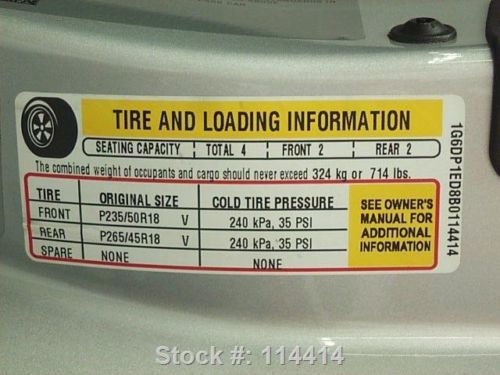 TIRE AND LOADING INFORMATION
SEATING CAPACITY TOTAL 4 FRONT 2 REAR 2
The combined weight of occupants and cargo should never exceed 324 kg or 714 lbs.
TIRE ORIGINAL SIZE COLD TIRE PRESSURE
FRONT P235/50R18 V 240 kPa, 35 PSI
REAR P265/45R18 V 240 kPa, 35 PSI
SPARE NONE NONE
SEE OWNER'S
MANUAL FOR
ADDITIONAL
INFORMATION
1G6DP1ED9B0114414
Stock #: 114414